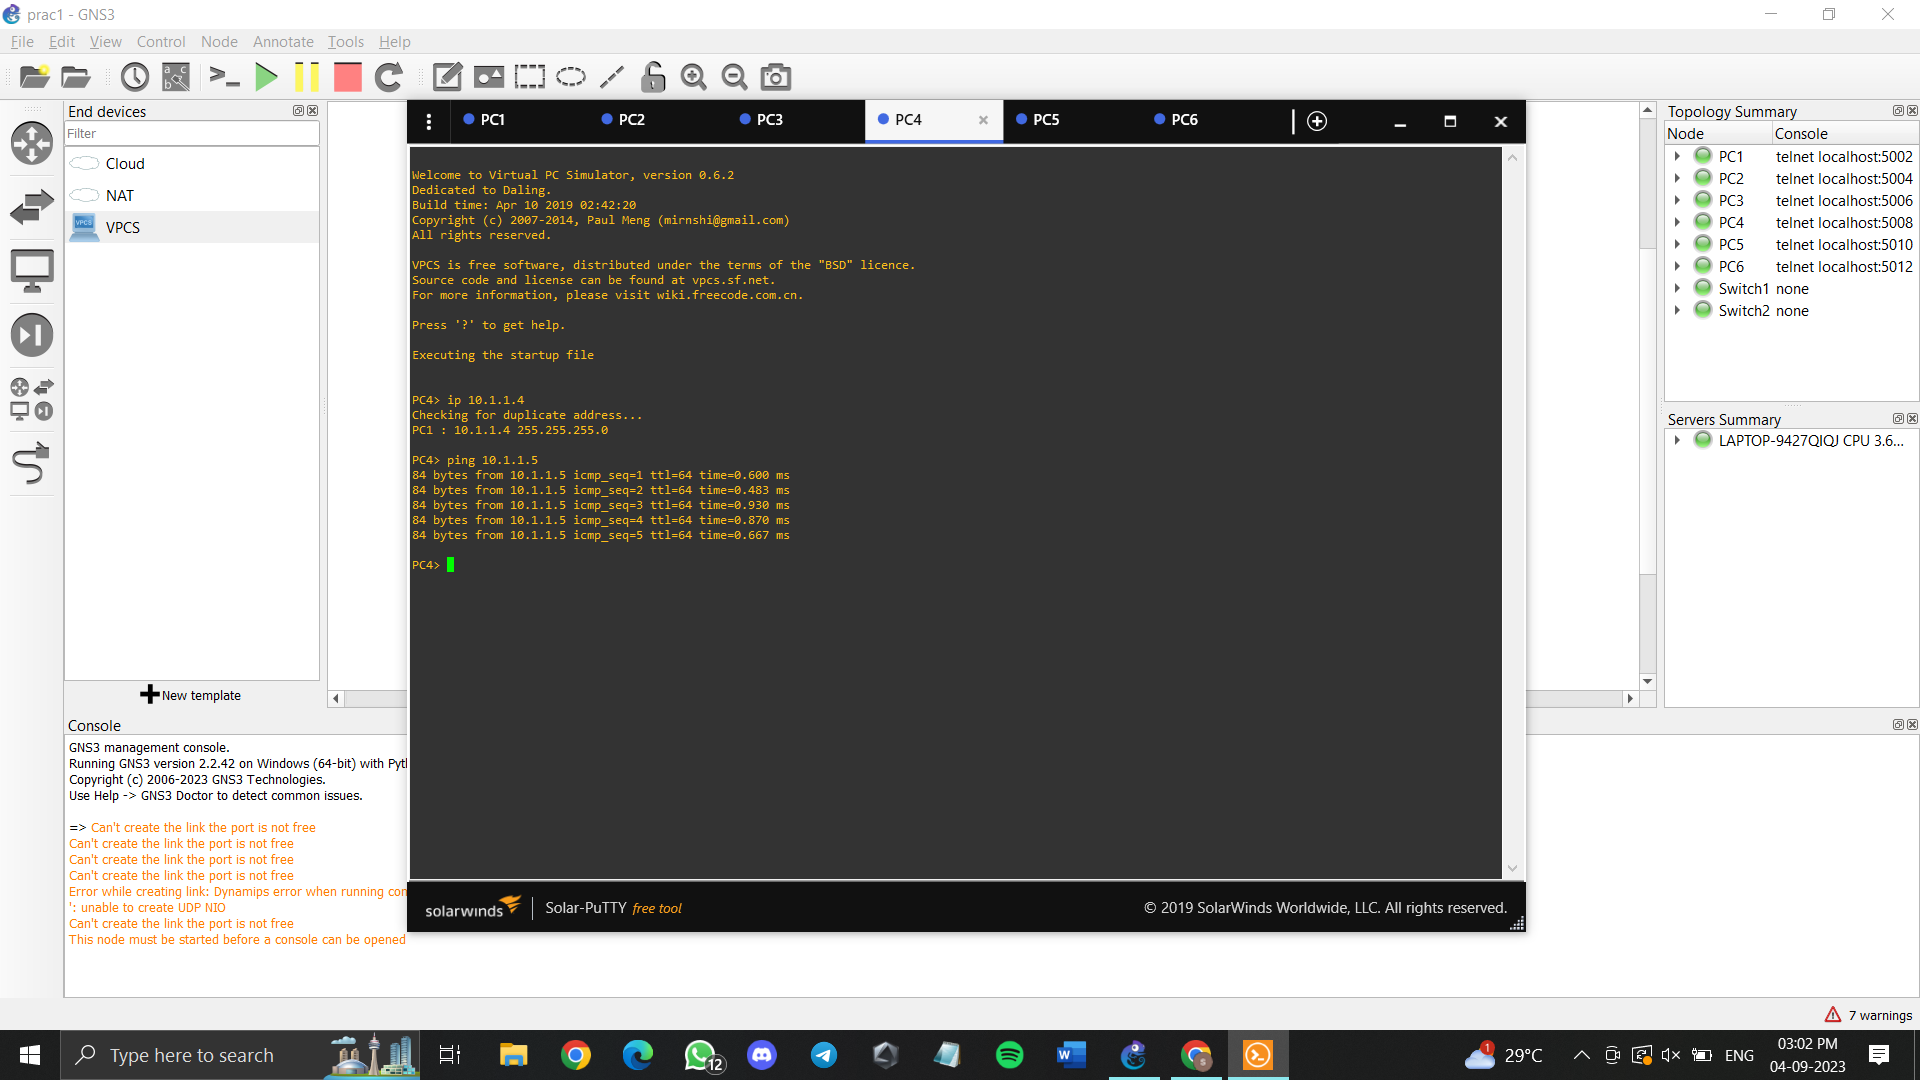 prac1 - GNS3
File Edit View Control Node Annotate Tools Help
End devices
Filter
Cloud
NAT
VPCS
VPCS
New template
PC1 PC2 PC3 PC4 PC5 PC6
Welcome to Virtual PC Simulator, version 0.6.2
Dedicated to Daling.
Build time: Apr 10 2019 02:42:20
Copyright (c) 2007-2014, Paul Meng (mirnshi@gmail.com)
All rights reserved.
VPCS is free software, distributed under the terms of the "BSD" licence.
Source code and license can be found at vpcs.sf.net.
For more information, please visit wiki.freecode.com.cn.
Press '?' to get help.
Executing the startup file
PC4> ip 10.1.1.4
Checking for duplicate address...
PC1 : 10.1.1.4 255.255.255.0
PC4> ping 10.1.1.5
84 bytes from 10.1.1.5 icmp_seq=1 ttl=64 time=0.600 ms
84 bytes from 10.1.1.5 icmp_seq=2 ttl=64 time=0.483 ms
84 bytes from 10.1.1.5 icmp_seq=3 ttl=64 time=0.930 ms
84 bytes from 10.1.1.5 icmp_seq=4 ttl=64 time=0.870 ms
84 bytes from 10.1.1.5 icmp_seq=5 ttl=64 time=0.667 ms
PC4>
solarwinds Solar-PuTTY free tool © 2019 SolarWinds Worldwide, LLC. All rights reserved.
Topology Summary
Node Console
PC1 telnet localhost:5002
PC2 telnet localhost:5004
PC3 telnet localhost:5006
PC4 telnet localhost:5008
PC5 telnet localhost:5010
PC6 telnet localhost:5012
Switch1 none
Switch2 none
Servers Summary
LAPTOP-9427QIQJ CPU 3.6...
Console
GNS3 management console.
Running GNS3 version 2.2.42 on Windows (64-bit) with
Copyright (c) 2006-2023 GNS3 Technologies.
Use Help -> GNS3 Doctor to detect common issues.
=> Can't create the link the port is not free
Can't create the link the port is not free
Can't create the link the port is not free
Can't create the link the port is not free
Error while creating link: Dynamips error when running
': unable to create UDP NIO
Can't create the link the port is not free
This node must be started before a console can be opened
7 warnings
Type here to search
12
1
29°C
ENG
03:02 PM
04-09-2023